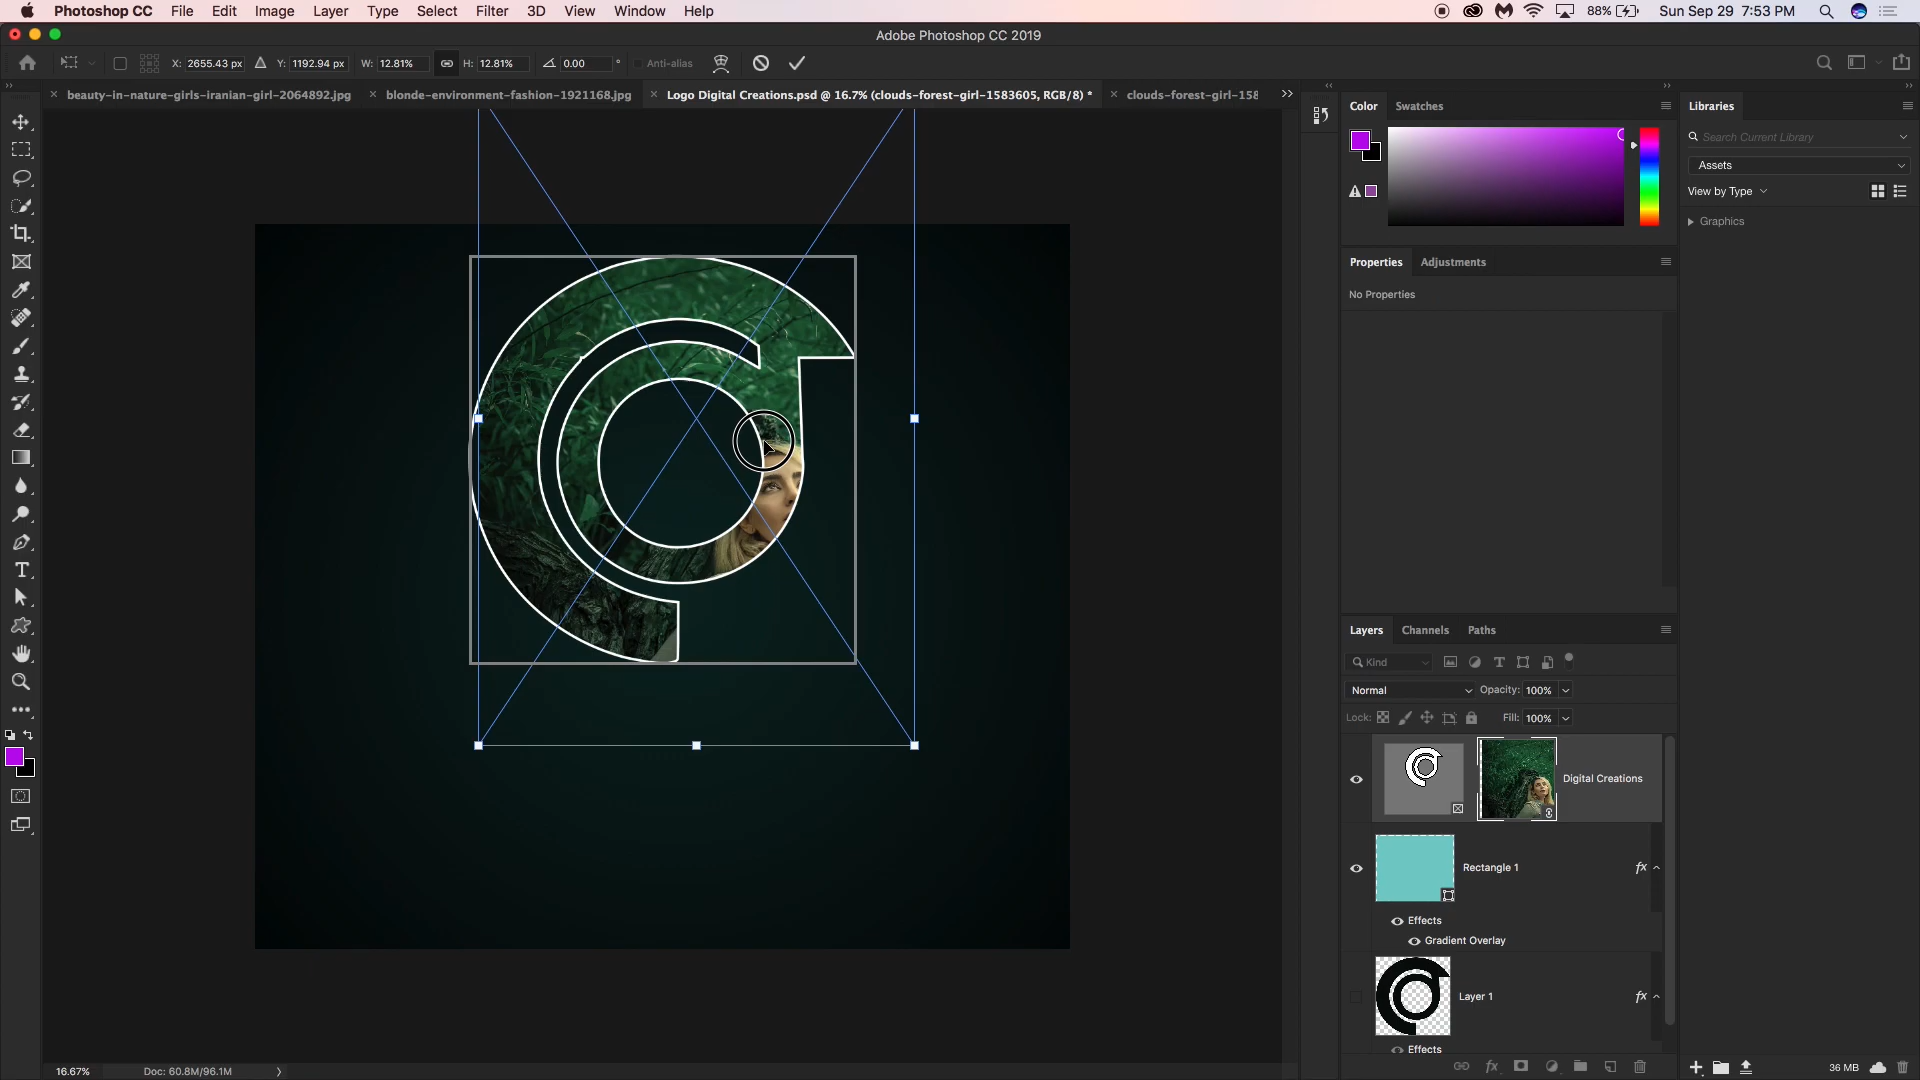 Photoshop CC File Edit Image Layer Type Select Filter 3D View Window Help 88% Sun Sep 29 7:53 PM
Adobe Photoshop CC 2019
X: 2655.43 px Y: 1192.94 px W: 12.81% H: 12.81% 0.00 ° Anti-alias
beauty-in-nature-girls-iranian-girl-2064892.jpg blonde-environment-fashion-1921168.jpg Logo Digital Creations.psd @ 16.7% (clouds-forest-girl-1583605, RGB/8) * clouds-forest-girl-158
Color Swatches
Libraries
Search Current Library
Assets
View by Type
Graphics
Properties Adjustments
No Properties
Layers Channels Paths
Kind
Normal Opacity: 100%
Lock: Fill: 100%
Digital Creations
Rectangle 1 fx
Effects
Gradient Overlay
Layer 1 fx
Effects
16.67% Doc: 60.8M/96.1M
fx
36 MB